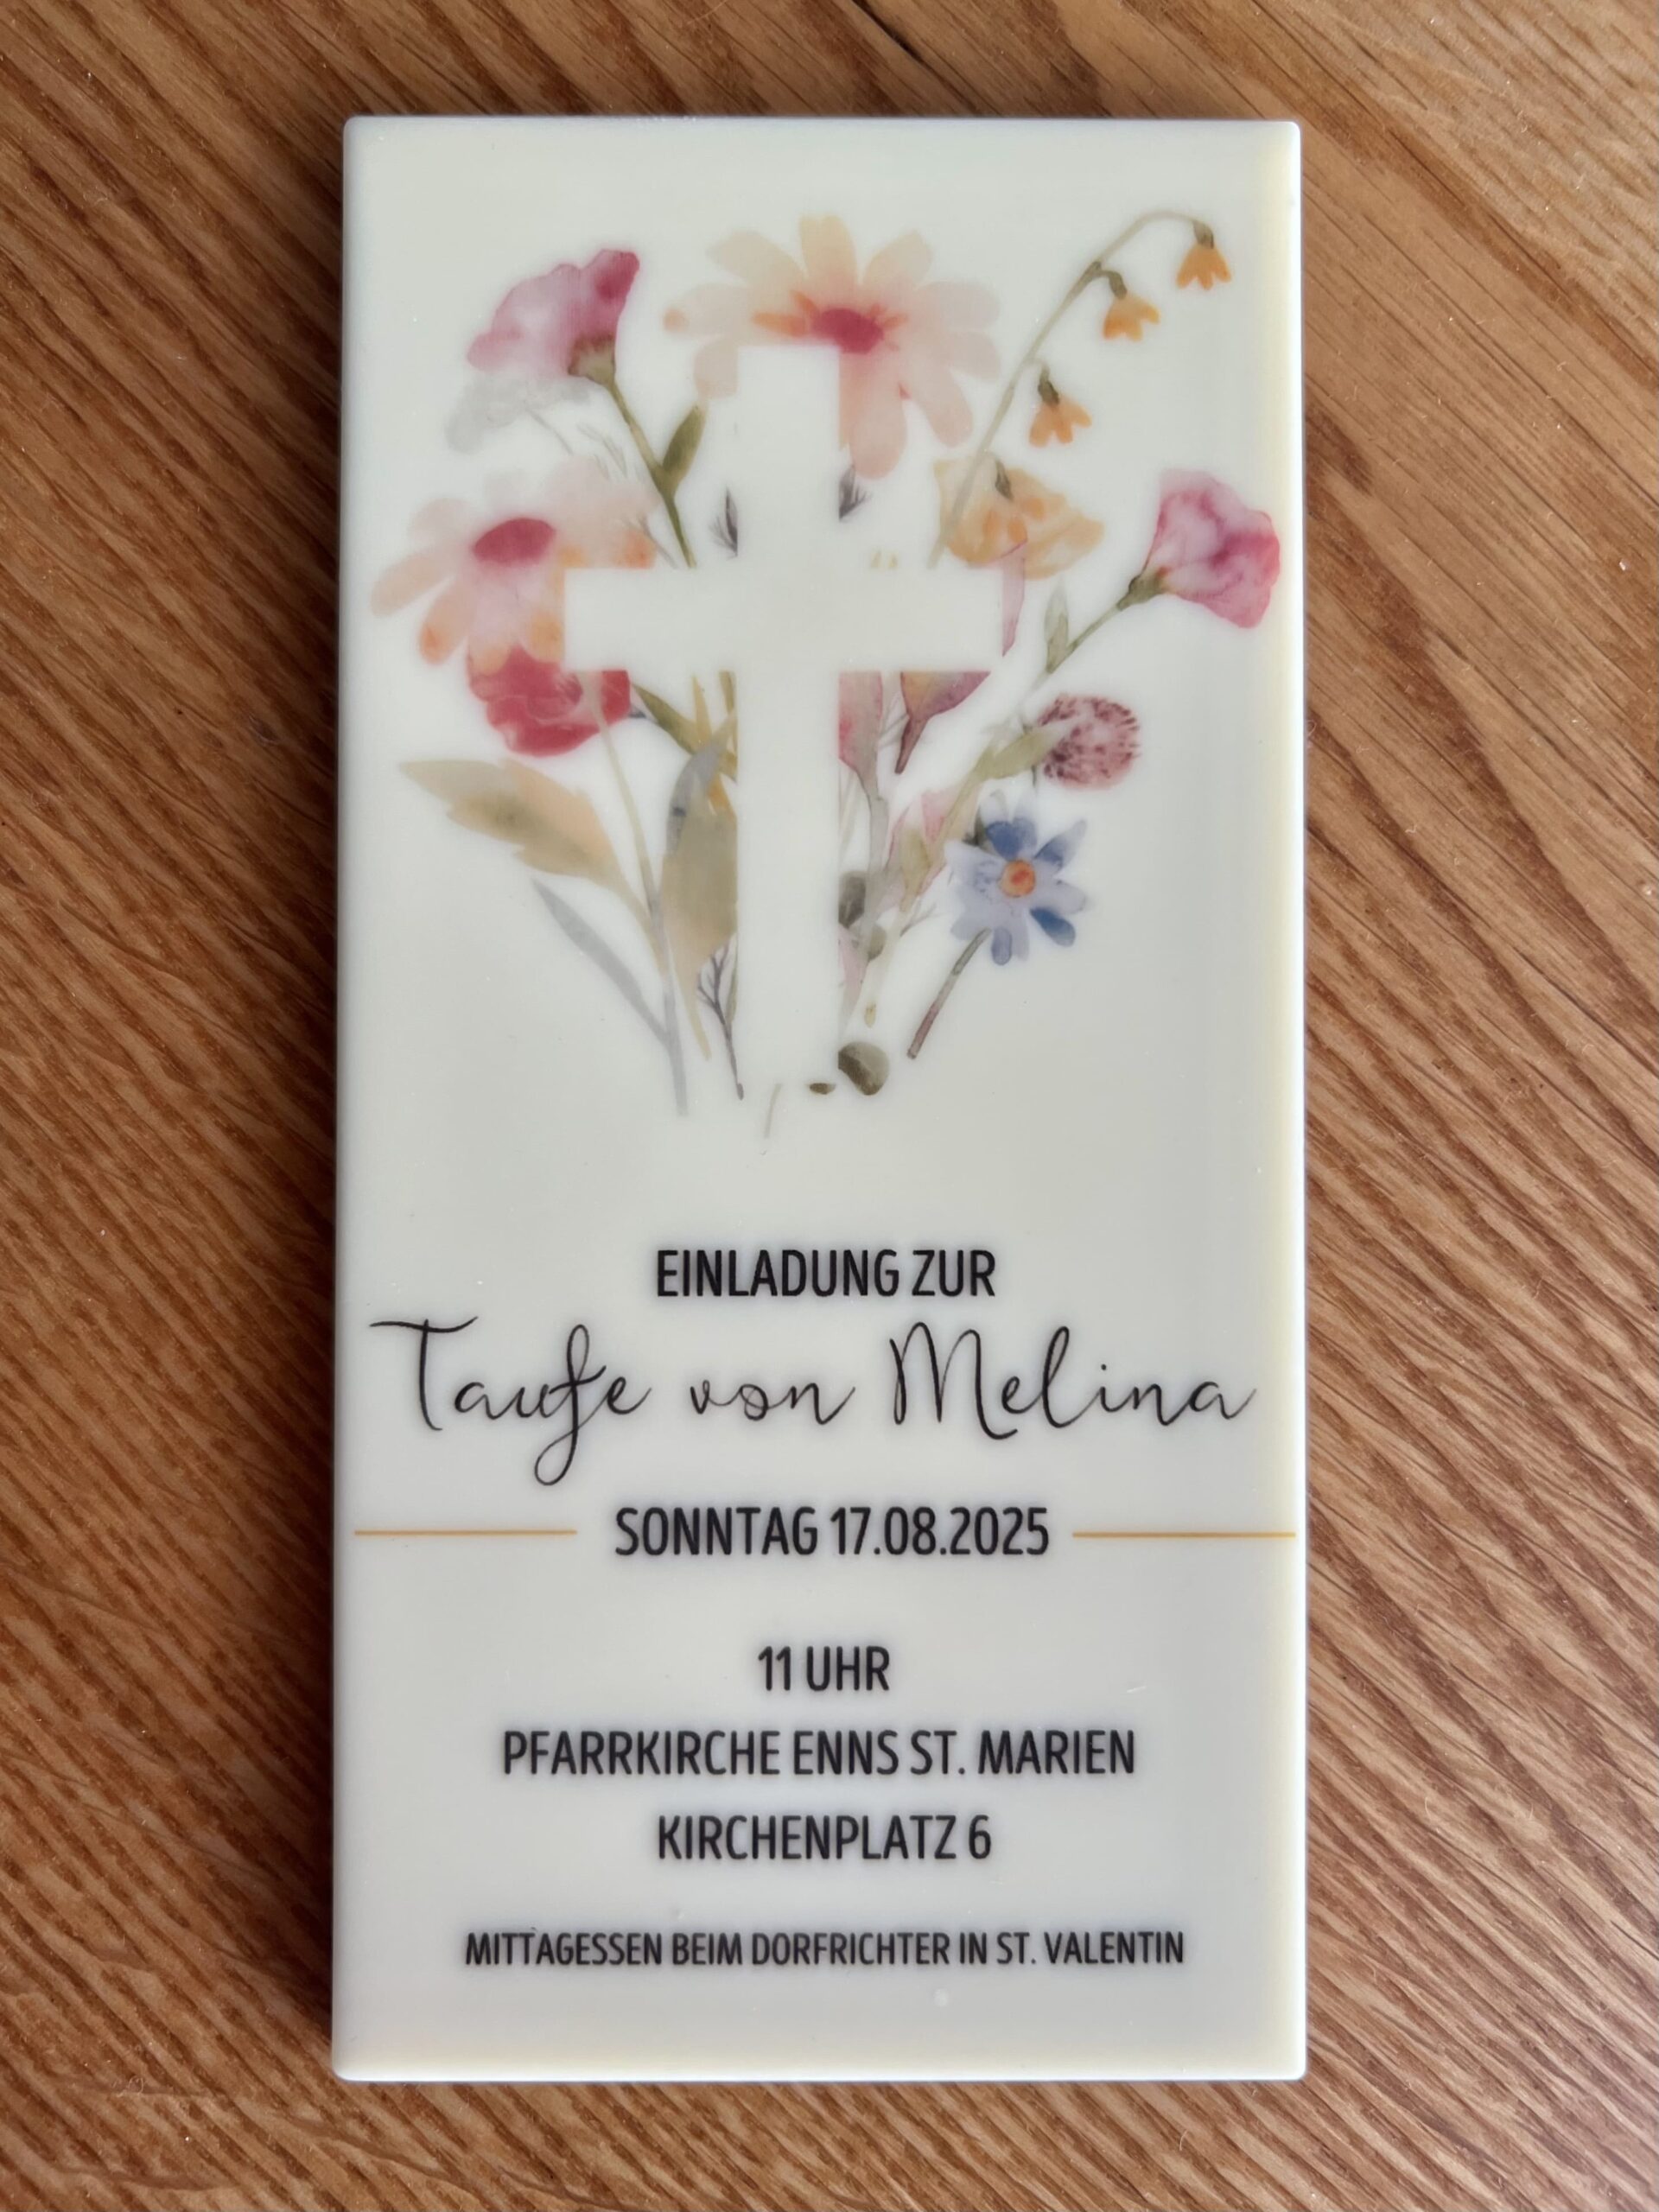 EINLADUNG ZUR
Taufe von Melina
SONNTAG 17.08.2025
11 UHR
PFARRKIRCHE ENNS ST. MARIEN
KIRCHENPLATZ 6
MITTAGESSEN BEIM DORFRICHTER IN ST. VALENTIN